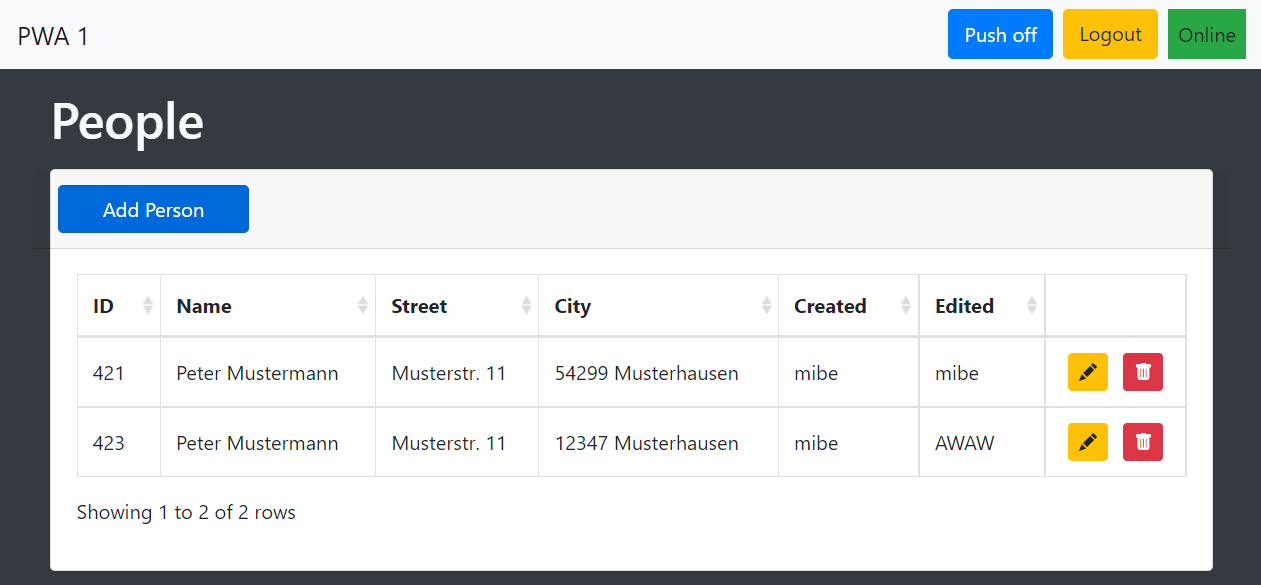 PWA 1 Push off Logout Online
People
Add Person
ID Name Street City Created Edited
421 Peter Mustermann Musterstr. 11 54299 Musterhausen mibe mibe
423 Peter Mustermann Musterstr. 11 12347 Musterhausen mibe AWAW
Showing 1 to 2 of 2 rows